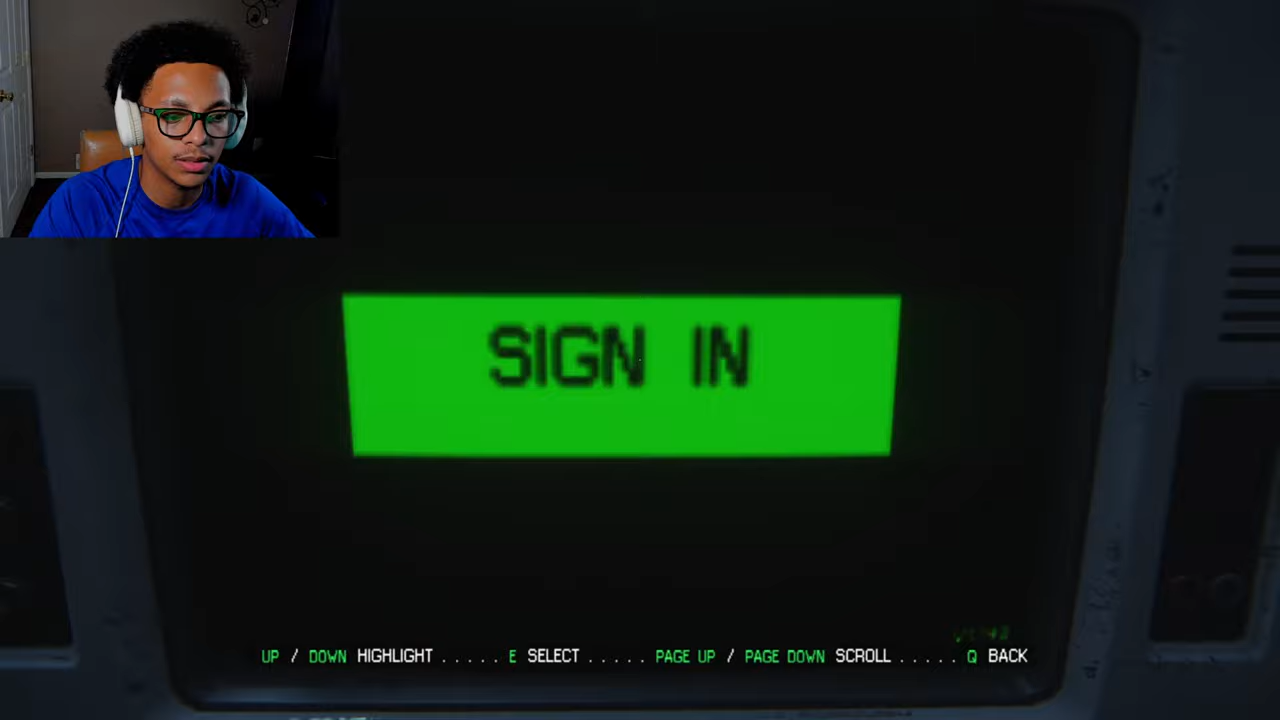 SIGN IN
UP / DOWN HIGHLIGHT ..... E SELECT ..... PAGE UP / PAGE DOWN SCROLL ..... Q BACK